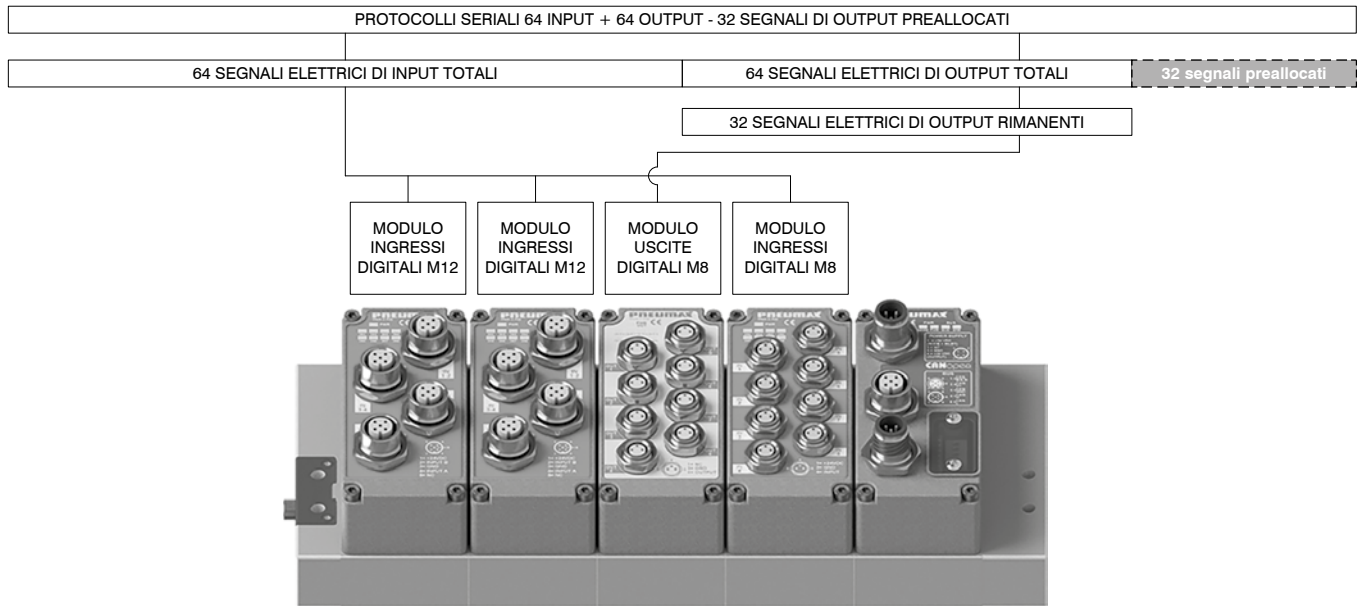 PROTOCOLLI SERIALI 64 INPUT + 64 OUTPUT - 32 SEGNALI DI OUTPUT PREALLOCATI
64 SEGNALI ELETTRICI DI INPUT TOTALI
64 SEGNALI ELETTRICI DI OUTPUT TOTALI
32 segnali preallocati
32 SEGNALI ELETTRICI DI OUTPUT RIMANENTI
MODULO
INGRESSI
DIGITALI M12
MODULO
INGRESSI
DIGITALI M12
MODULO
USCITE
DIGITALI M8
MODULO
INGRESSI
DIGITALI M8
PNEUMAX
CANopen